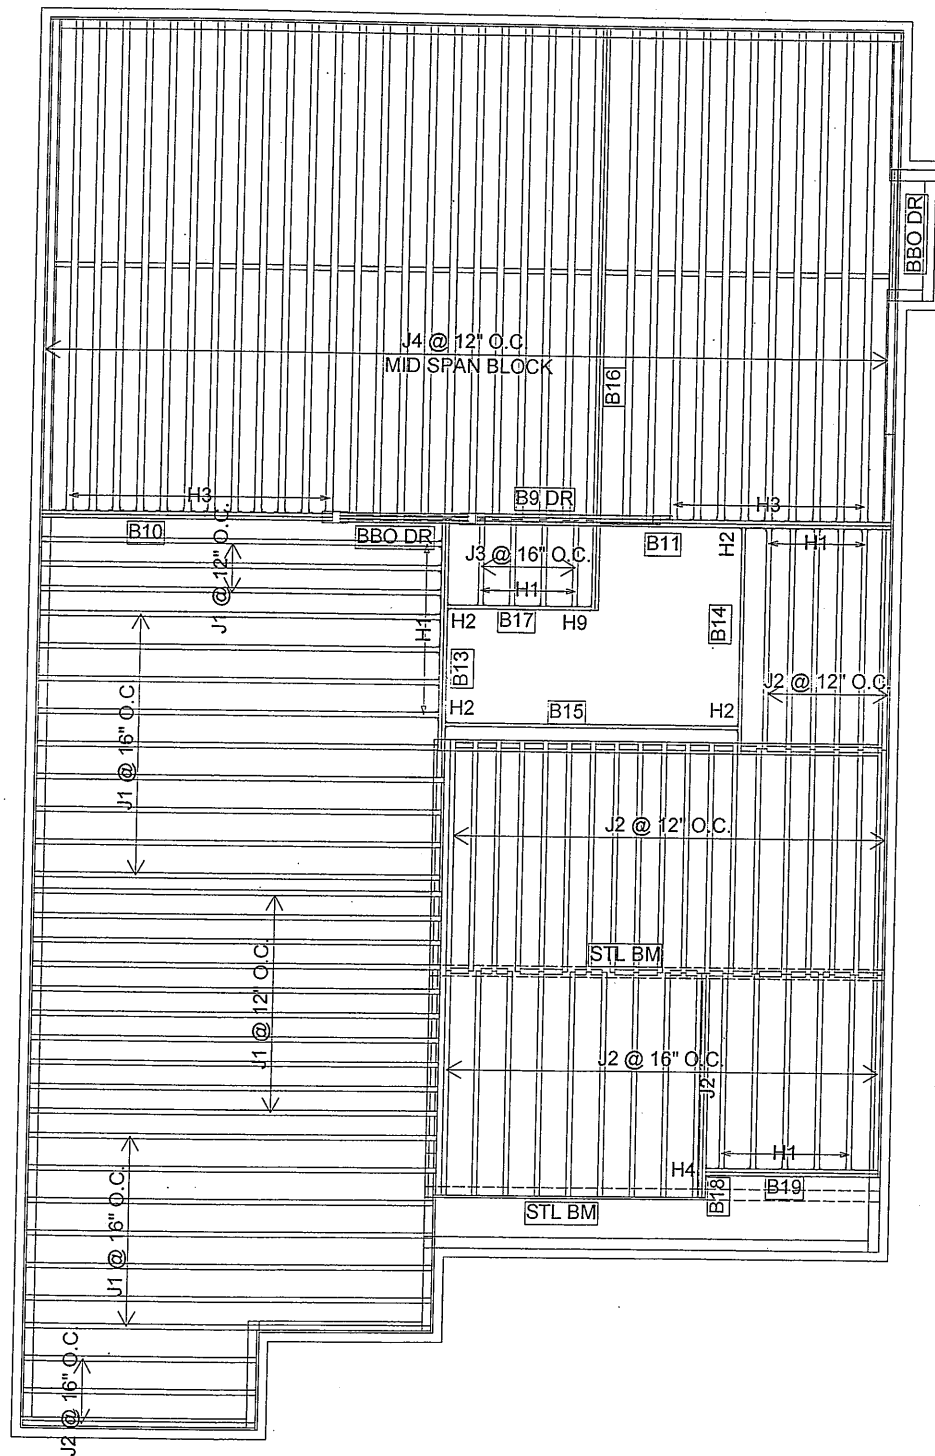 BBO DR
J4 @ 12" O.C.
MID SPAN BLOCK
B16
H3
B9 DR
H3
B10
BBO DR
B11
H2
H1
J1 @ 12" O.C.
J3 @ 16" O.C.
H1
H1
H2
B17
H9
B14
B13
J2 @ 12" O.C.
H2
B15
H2
J1 @ 16" O.C.
J2 @ 12" O.C.
STL BM
J1 @ 12" O.C.
J2 @ 16" O.C.
J2
H1
H4
B18
B19
STL BM
J1 @ 16" O.C.
J2 @ 16" O.C.